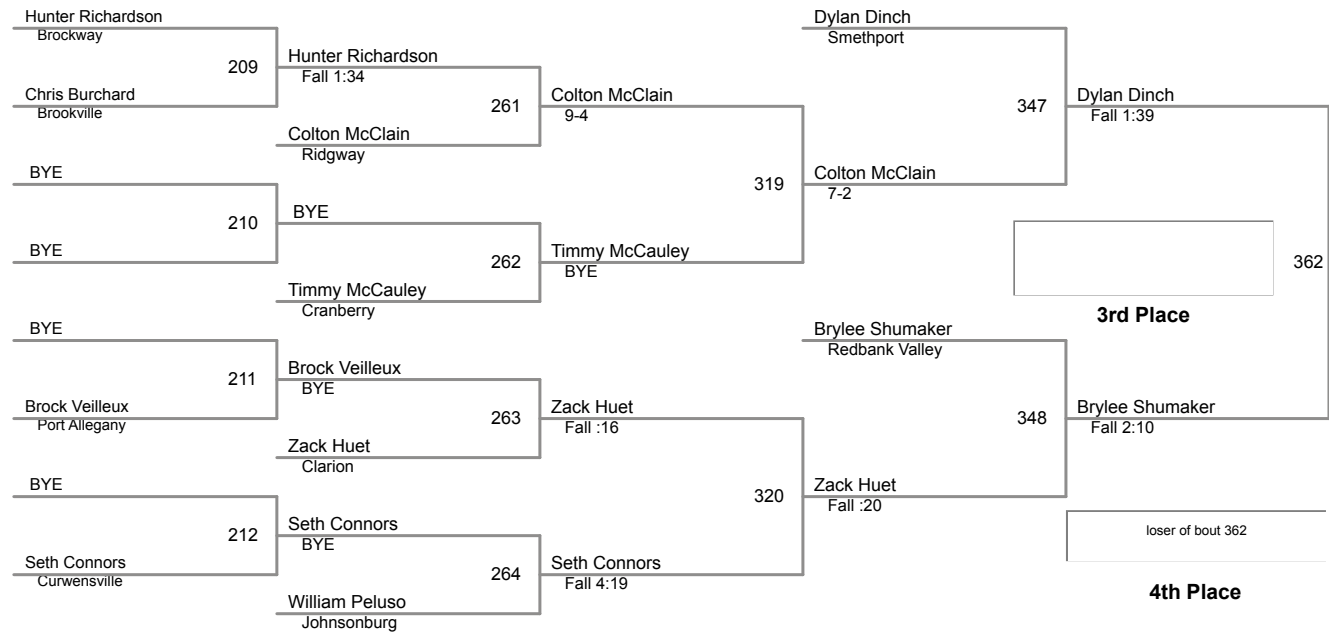 Hunter Richardson
Brockway
209
Chris Burchard
Brookville
BYE
210
BYE
BYE
211
Brock Veilleux
Port Allegany
BYE
212
Seth Connors
Curwensville
Hunter Richardson
Fall 1:34
261
Colton McClain
Ridgway
BYE
262
Timmy McCauley
Cranberry
Brock Veilleux
BYE
263
Zack Huet
Clarion
Seth Connors
BYE
264
William Peluso
Johnsonburg
Colton McClain
9-4
319
Timmy McCauley
BYE
Zack Huet
Fall :16
320
Seth Connors
Fall 4:19
Dylan Dinch
Smethport
347
Colton McClain
7-2
Brylee Shumaker
Redbank Valley
348
Zack Huet
Fall :20
Dylan Dinch
Fall 1:39
362
Brylee Shumaker
Fall 2:10
3rd Place
loser of bout 362
4th Place